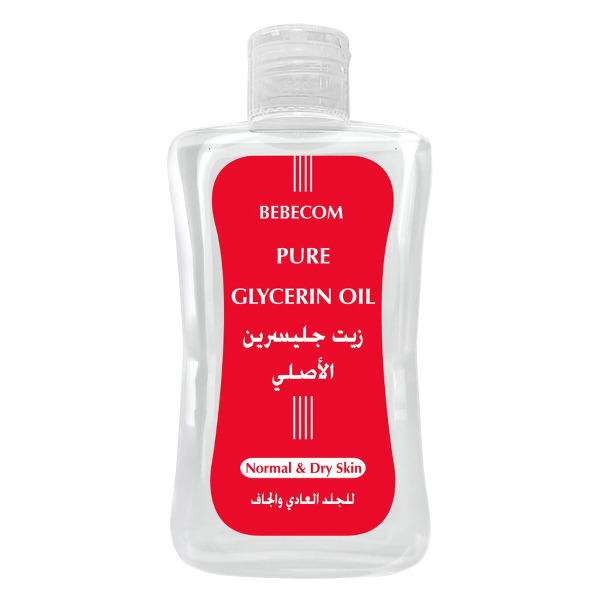 BEBECOM
PURE
GLYCERIN OIL
زيت جليسرين
الأصلي
Normal & Dry Skin
للجلد العادي والجاف